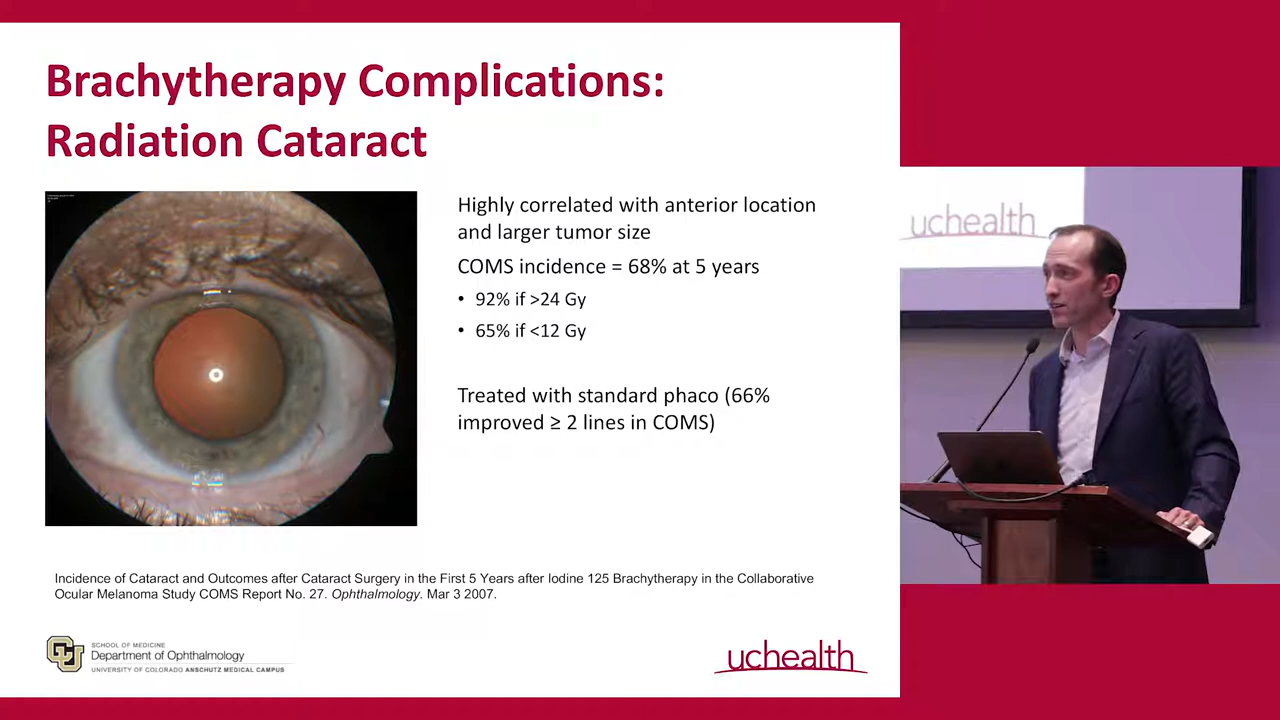 Brachytherapy Complications:
Radiation Cataract
Highly correlated with anterior location
and larger tumor size
COMS incidence = 68% at 5 years
• 92% if >24 Gy
• 65% if <12 Gy
Treated with standard phaco (66%
improved ≥ 2 lines in COMS)
Incidence of Cataract and Outcomes after Cataract Surgery in the First 5 Years after Iodine 125 Brachytherapy in the Collaborative
Ocular Melanoma Study COMS Report No. 27. Ophthalmology. Mar 3 2007.
SCHOOL OF MEDICINE
Department of Ophthalmology
UNIVERSITY OF COLORADO ANSCHUTZ MEDICAL CAMPUS
uchealth
uchealth